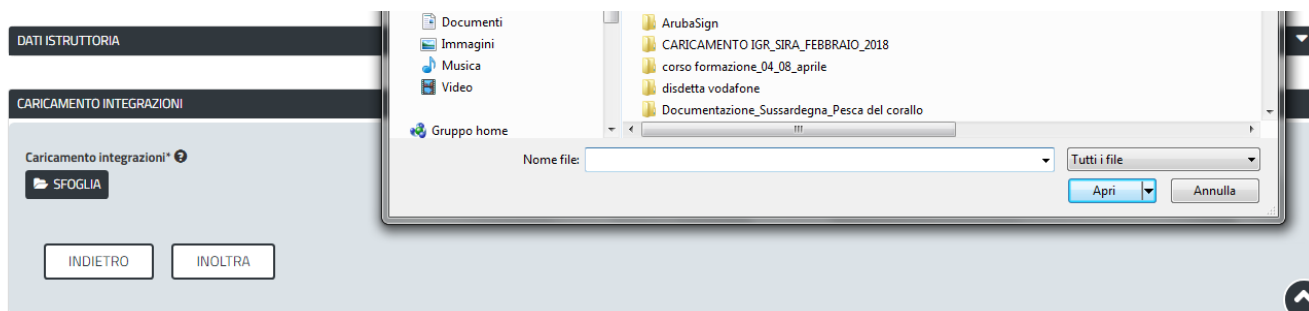 DATI ISTRUTTORIA
CARICAMENTO INTEGRAZIONI
Caricamento integrazioni*
SFOGLIA
INDIETRO
INOLTRA
Documenti
Immagini
Musica
Video
Gruppo home
ArubaSign
CARICAMENTO IGR_SIRA_FEBBRAIO_2018
corso formazione_04_08_aprile
disdetta vodafone
Documentazione_Sussardegna_Pesca del corallo
Nome file:
Tutti i file
Apri
Annulla